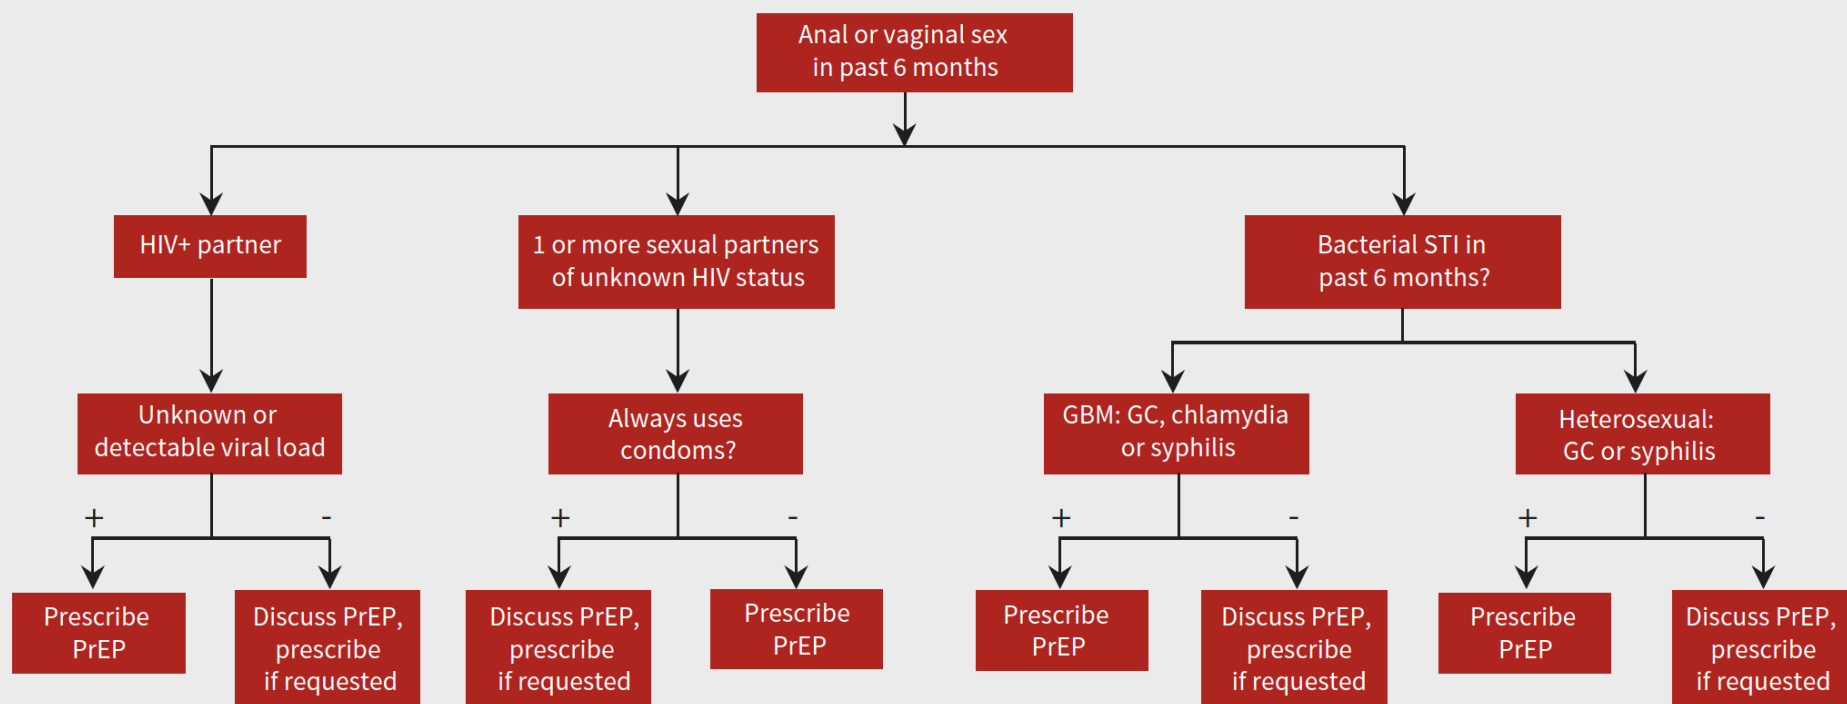 Anal or vaginal sex
in past 6 months
HIV+ partner
1 or more sexual partners
of unknown HIV status
Bacterial STI in
past 6 months?
Unknown or
detectable viral load
Always uses
condoms?
GBM: GC, chlamydia
or syphilis
Heterosexual:
GC or syphilis
+
-
+
-
+
-
+
-
Prescribe
PrEP
Discuss PrEP,
prescribe
if requested
Discuss PrEP,
prescribe
if requested
Prescribe
PrEP
Prescribe
PrEP
Discuss PrEP,
prescribe
if requested
Prescribe
PrEP
Discuss PrEP,
prescribe
if requested